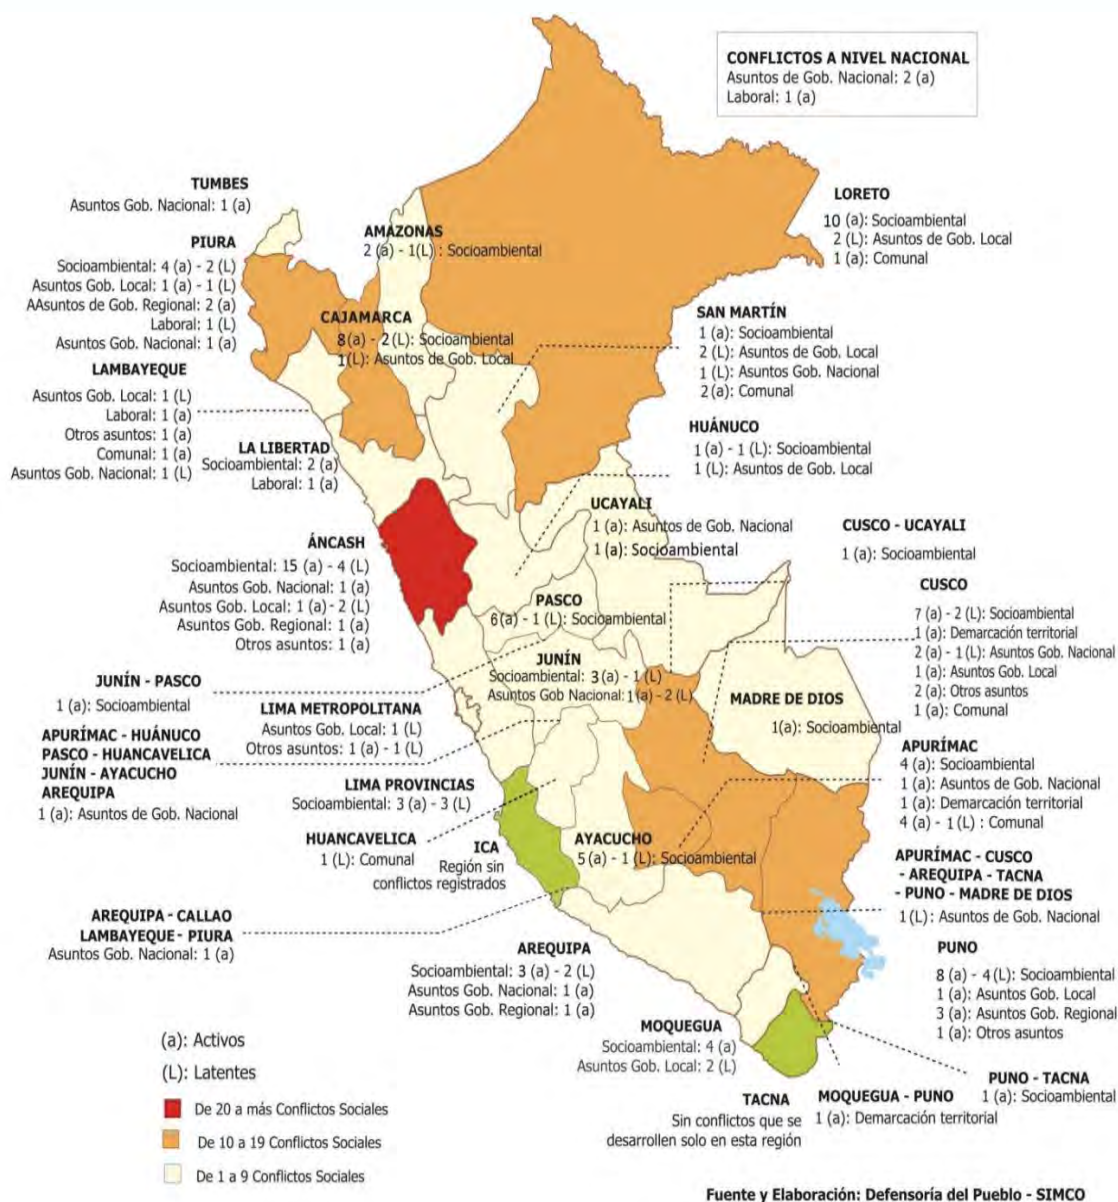 CONFLICTOS A NIVEL NACIONAL
Asuntos de Gob. Nacional: 2 (a)
Laboral: 1 (a)
TUMBES
Asuntos Gob. Nacional: 1 (a)
PIURA
Socioambiental: 4 (a) - 2 (L)
Asuntos Gob. Local: 1 (a) - 1 (L)
AAsuntos de Gob. Regional: 2 (a)
Laboral: 1 (L)
Asuntos Gob. Nacional: 1 (a)
LAMBAYEQUE
Asuntos Gob. Local: 1 (L)
Laboral: 1 (a)
Otros asuntos: 1 (a)
Comunal: 1 (a)
Asuntos Gob. Nacional: 1 (L)
AMAZONAS
2 (a) - 1(L) : Socioambiental
CAJAMARCA
8 (a) - 2 (L): Socioambiental
1(L): Asuntos de Gob. Local
LA LIBERTAD
Socioambiental: 2 (a)
Laboral: 1 (a)
LORETO
10 (a): Socioambiental
2 (L): Asuntos de Gob. Local
1 (a): Comunal
SAN MARTÍN
1 (a): Socioambiental
2 (L): Asuntos de Gob. Local
1 (L): Asuntos Gob. Nacional
2 (a): Comunal
HUÁNUCO
1 (a) - 1 (L): Socioambiental
1 (L): Asuntos de Gob. Local
UCAYALI
1 (a): Asuntos de Gob. Nacional
1 (a): Socioambiental
CUSCO - UCAYALI
1 (a): Socioambiental
ÁNCASH
Socioambiental: 15 (a) - 4 (L)
Asuntos Gob. Nacional: 1 (a)
Asuntos Gob. Local: 1 (a) - 2 (L)
Asuntos Gob. Regional: 1 (a)
Otros asuntos: 1 (a)
PASCO
6(a) - 1 (L): Socioambiental
CUSCO
7 (a) - 2 (L): Socioambiental
1 (a): Demarcación territorial
2 (a) - 1 (L): Asuntos Gob. Nacional
1 (a): Asuntos Gob. Local
2 (a): Otros asuntos
1 (a): Comunal
JUNÍN
Socioambiental: 3 (a) - 1 (L)
Asuntos Gob Nacional: 1 (a) - 2 (L)
MADRE DE DIOS
1(a): Socioambiental
JUNÍN - PASCO
1 (a): Socioambiental
LIMA METROPOLITANA
Asuntos Gob. Local: 1 (L)
Otros asuntos: 1 (a) - 1 (L)
APURÍMAC - HUÁNUCO
PASCO - HUANCAVELICA
JUNÍN - AYACUCHO
AREQUIPA
1 (a): Asuntos de Gob. Nacional
APURÍMAC
4 (a): Socioambiental
1 (a): Asuntos de Gob. Nacional
1 (a): Demarcación territorial
4 (a) - 1 (L) : Comunal
LIMA PROVINCIAS
Socioambiental: 3 (a) - 3 (L)
HUANCAVELICA
1 (L): Comunal
ICA
Región sin
conflictos registrados
AYACUCHO
5 (a) - 1 (L): Socioambiental
APURÍMAC - CUSCO
- AREQUIPA - TACNA
- PUNO - MADRE DE DIOS
1 (L) : Asuntos de Gob. Nacional
AREQUIPA - CALLAO
LAMBAYEQUE - PIURA
Asuntos Gob. Nacional: 1 (a)
AREQUIPA
Socioambiental: 3 (a) - 2 (L)
Asuntos Gob. Nacional: 1 (a)
Asuntos Gob. Regional: 1 (a)
PUNO
8 (a) - 4 (L): Socioambiental
1 (a): Asuntos Gob. Local
3 (a): Asuntos Gob. Regional
1 (a): Otros asuntos
MOQUEGUA
Socioambiental: 4 (a)
Asuntos Gob. Local: 2 (L)
PUNO - TACNA
1 (a): Socioambiental
TACNA
Sin conflictos que se
desarrollen solo en esta región
MOQUEGUA - PUNO
1 (a): Demarcación territorial
(a): Activos
(L): Latentes
De 20 a más Conflictos Sociales
De 10 a 19 Conflictos Sociales
De 1 a 9 Conflictos Sociales
Fuente y Elaboración: Defensoría del Pueblo - SIMCO